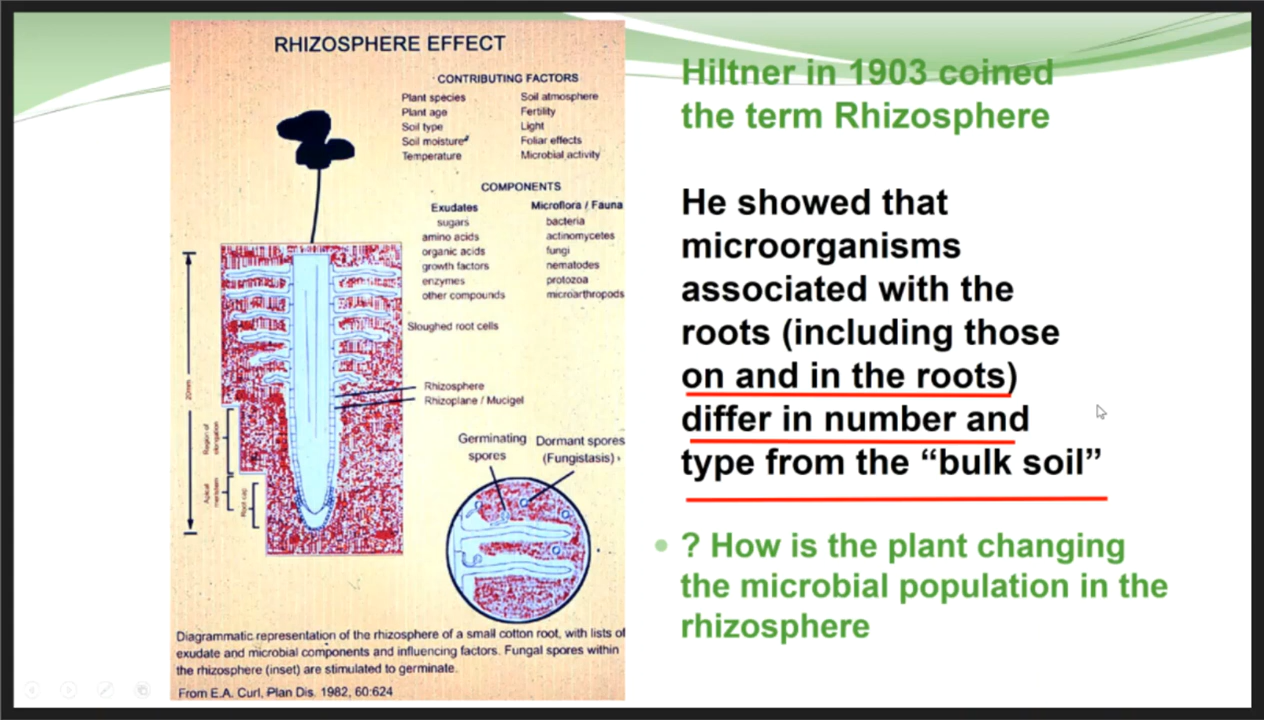 RHIZOSPHERE EFFECT
CONTRIBUTING FACTORS
Plant species
Plant age
Soil type
Soil moisture
Temperature
Soil atmosphere
Fertility
Light
Foliar effects
Microbial activity
COMPONENTS
Exudates
sugars
amino acids
organic acids
growth factors
enzymes
other compounds
Microflora / Fauna
bacteria
actinomycetes
fungi
nematodes
protozoa
microarthropods
Sloughed root cells
Rhizosphere
Rhizoplane / Mucigel
20mm
Region of
elongation
Apical
meristem
Root cap
Germinating
spores
Dormant spores
(Fungistasis)
Diagrammatic representation of the rhizosphere of a small cotton root, with lists of
exudate and microbial components and influencing factors. Fungal spores within
the rhizosphere (inset) are stimulated to germinate.
From E.A. Curl, Plan Dis. 1982, 60:624
Hiltner in 1903 coined
the term Rhizosphere
He showed that
microorganisms
associated with the
roots (including those
on and in the roots)
differ in number and
type from the “bulk soil”
? How is the plant changing
the microbial population in the
rhizosphere